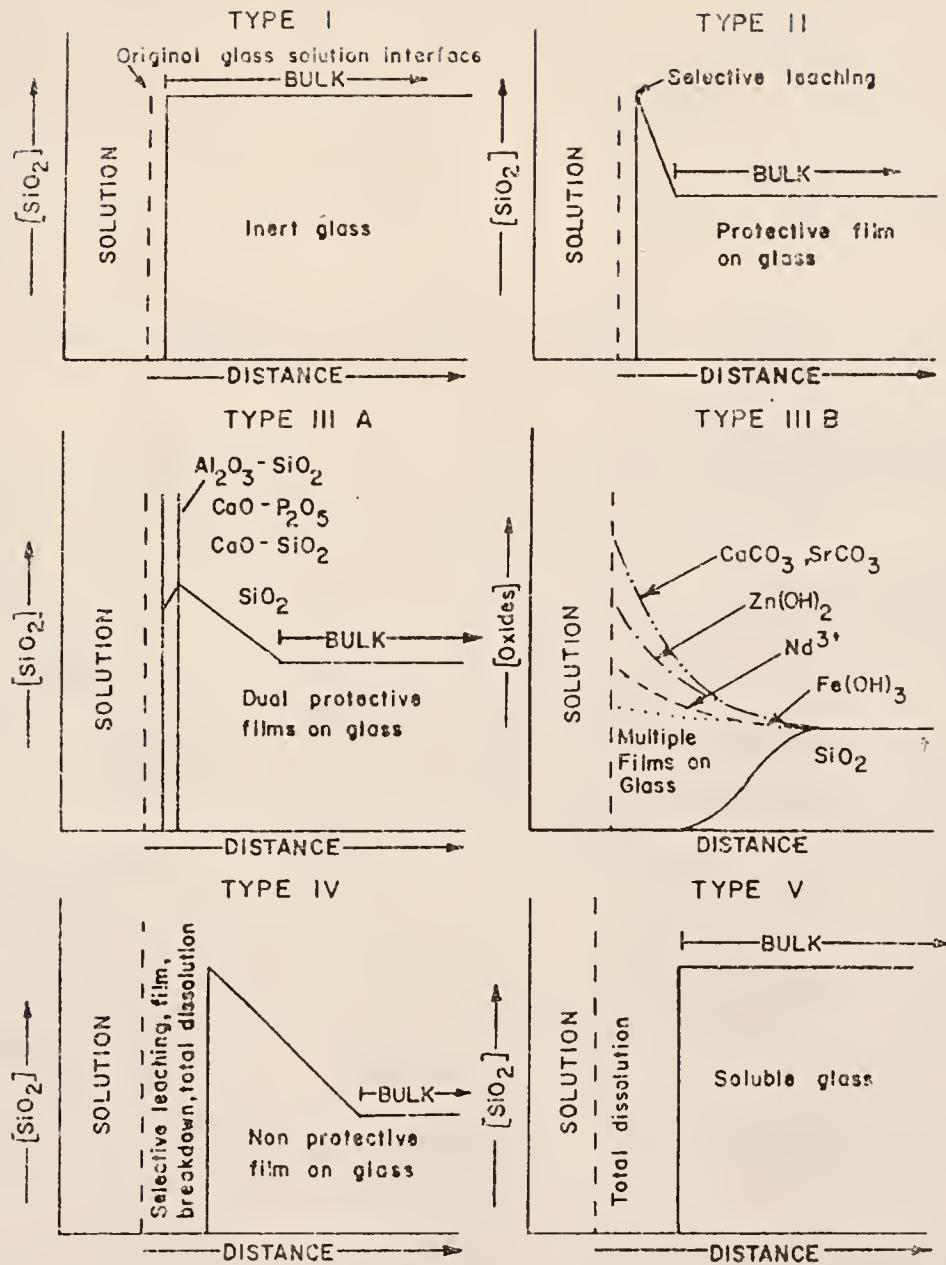 TYPE I
Original glass solution interface
BULK
[SiO2]
SOLUTION
Inert glass
DISTANCE
TYPE II
Selective leaching
BULK
[SiO2]
SOLUTION
Protective film
on glass
DISTANCE
TYPE III A
Al2O3-SiO2
CaO-P2O5
CaO-SiO2
SiO2
BULK
[SiO2]
SOLUTION
Dual protective
films on glass
DISTANCE
TYPE III B
[Oxides]
SOLUTION
CaCO3,SrCO3
Zn(OH)2
Nd3+
Fe(OH)3
Multiple
Films on
Glass
SiO2
DISTANCE
TYPE IV
[SiO2]
SOLUTION
Selective leaching, film,
breakdown, total dissolution
BULK
Non protective
film on glass
DISTANCE
TYPE V
BULK
[SiO2]
SOLUTION
Total dissolution
Soluble glass
DISTANCE